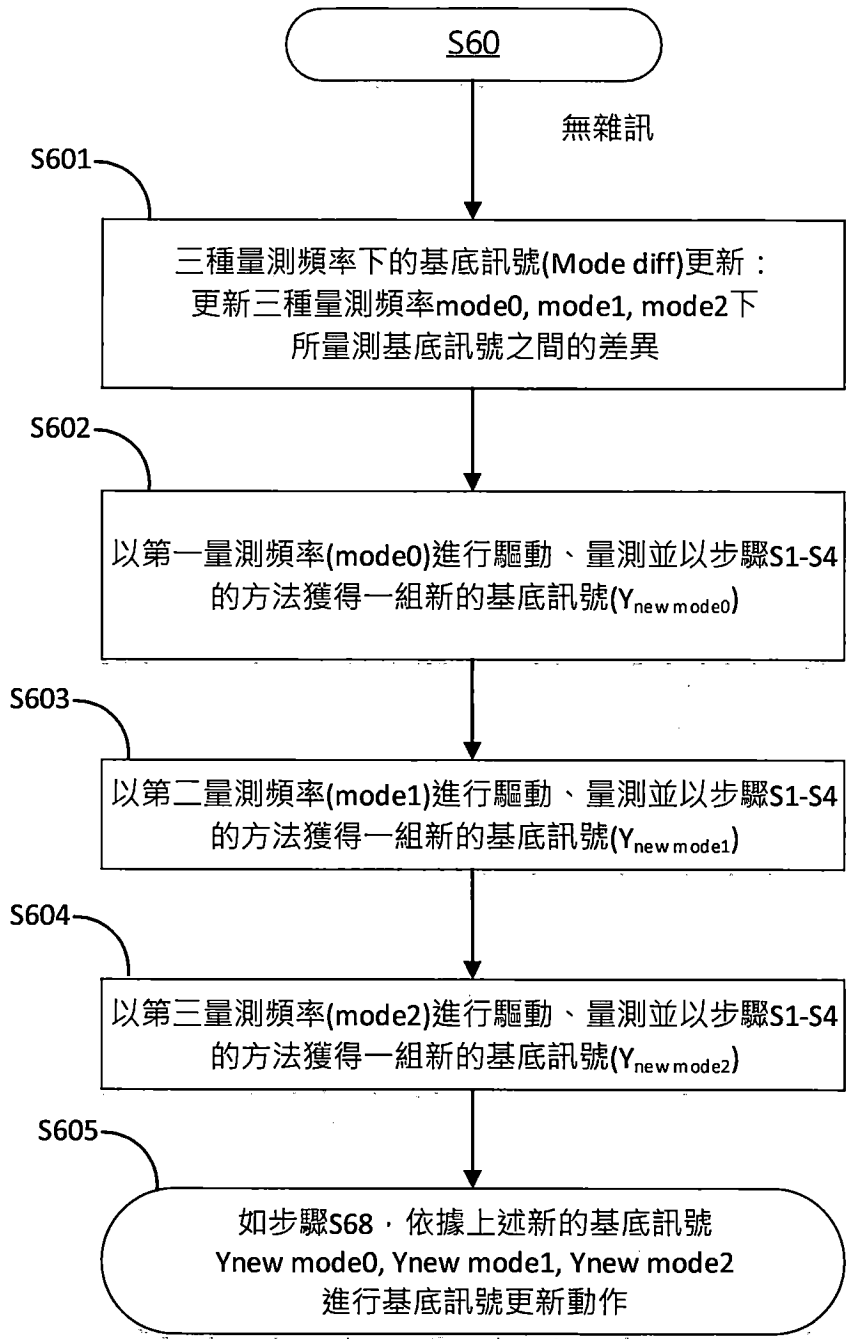 S60
無雜訊
S601
三種量測頻率下的基底訊號(Mode diff)更新：
更新三種量測頻率mode0, mode1, mode2下
所量測基底訊號之間的差異
S602
以第一量測頻率(mode0)進行驅動、量測並以步驟S1-S4
的方法獲得一組新的基底訊號(Ynew mode0)
S603
以第二量測頻率(mode1)進行驅動、量測並以步驟S1-S4
的方法獲得一組新的基底訊號(Ynew mode1)
S604
以第三量測頻率(mode2)進行驅動、量測並以步驟S1-S4
的方法獲得一組新的基底訊號(Ynew mode2)
S605
如步驟S68，依據上述新的基底訊號
Ynew mode0, Ynew mode1, Ynew mode2
進行基底訊號更新動作